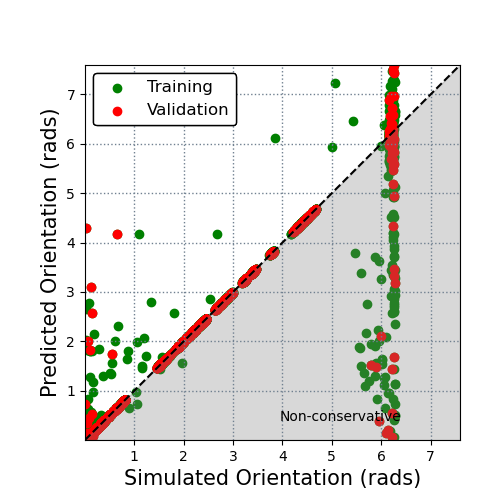 Training
Validation
Predicted Orientation (rads)
7
6
5
4
3
2
1
Non-conservative
1 2 3 4 5 6 7
Simulated Orientation (rads)